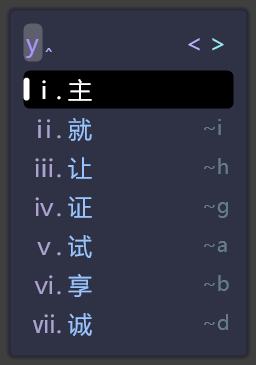 y‸ < >
ⅰ.主
ⅱ.就 ~i
ⅲ.让 ~h
ⅳ.证 ~g
ⅴ.试 ~a
ⅵ.享 ~b
ⅶ.诚 ~d